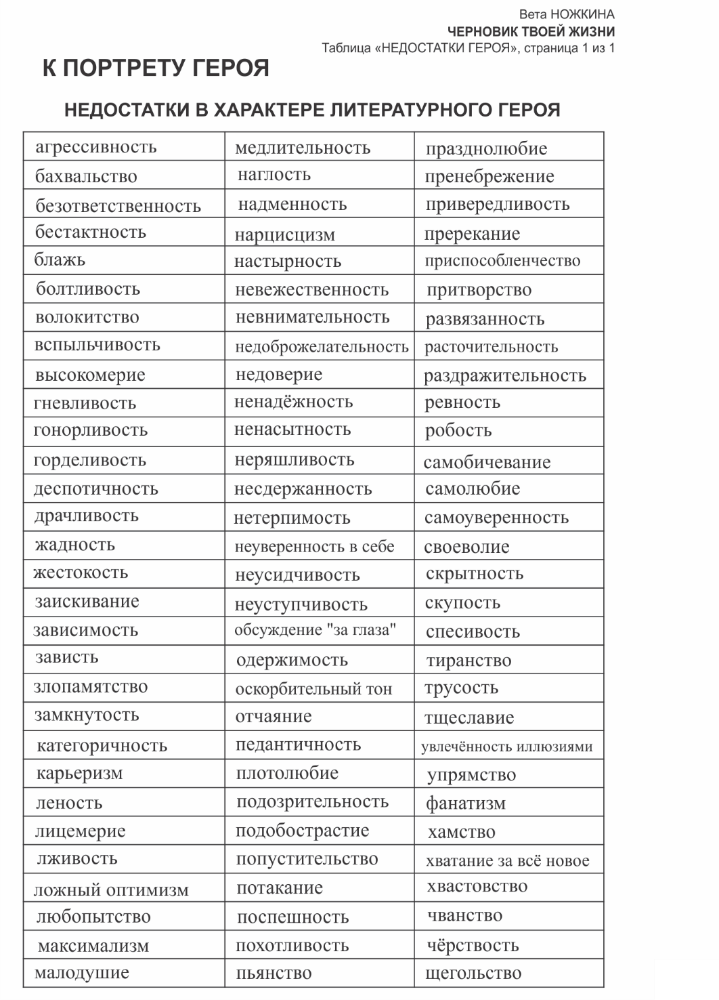 Вета НОЖКИНА
ЧЕРНОВИК ТВОЕЙ ЖИЗНИ
Таблица «НЕДОСТАТКИ ГЕРОЯ», страница 1 из 1
К ПОРТРЕТУ ГЕРОЯ
НЕДОСТАТКИ В ХАРАКТЕРЕ ЛИТЕРАТУРНОГО ГЕРОЯ
агрессивность медлительность празднолюбие
бахвальство наглость пренебрежение
безответственность надменность привередливость
бестактность нарцисцизм пререкание
блажь настырность приспособленчество
болтливость невежественность притворство
волокитство невнимательность развязанность
вспыльчивость недоброжелательность расточительность
высокомерие недоверие раздражительность
гневливость ненадёжность ревность
гонорливость ненасытность робость
горделивость неряшливость самобичевание
деспотичность несдержанность самолюбие
драчливость нетерпимость самоуверенность
жадность неуверенность в себе своеволие
жестокость неусидчивость скрытность
заискивание неуступчивость скупость
зависимость обсуждение "за глаза" спесивость
зависть одержимость тиранство
злопамятство оскорбительный тон трусость
замкнутость отчаяние тщеславие
категоричность педантичность увлечённость иллюзиями
карьеризм плотолюбие упрямство
леность подозрительность фанатизм
лицемерие подобострастие хамство
лживость попустительство хватание за всё новое
ложный оптимизм потакание хвастовство
любопытство поспешность чванство
максимализм похотливость чёрствость
малодушие пьянство щегольство